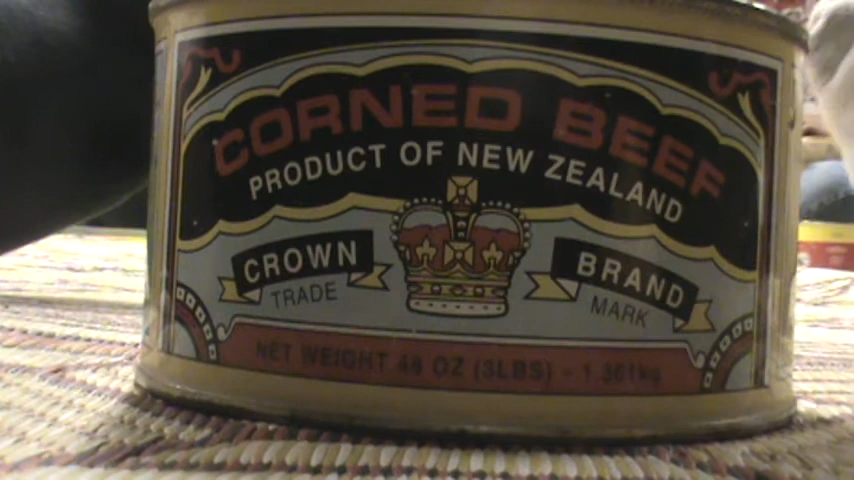 CORNED BEEF
PRODUCT OF NEW ZEALAND
CROWN BRAND
TRADE MARK
NET WEIGHT 48 OZ (3LBS) - 1.361kg